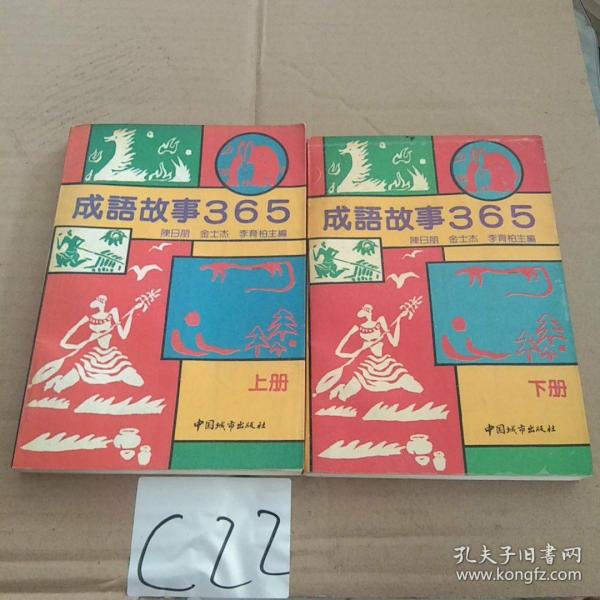 成語故事365
陳日朋 金士杰 李育柏主編
上册
中国城市出版社
成語故事365
陳日朋 金士杰 李育柏主編
下册
中国城市出版社
C22
孔夫子旧书网
www.kongfz.com